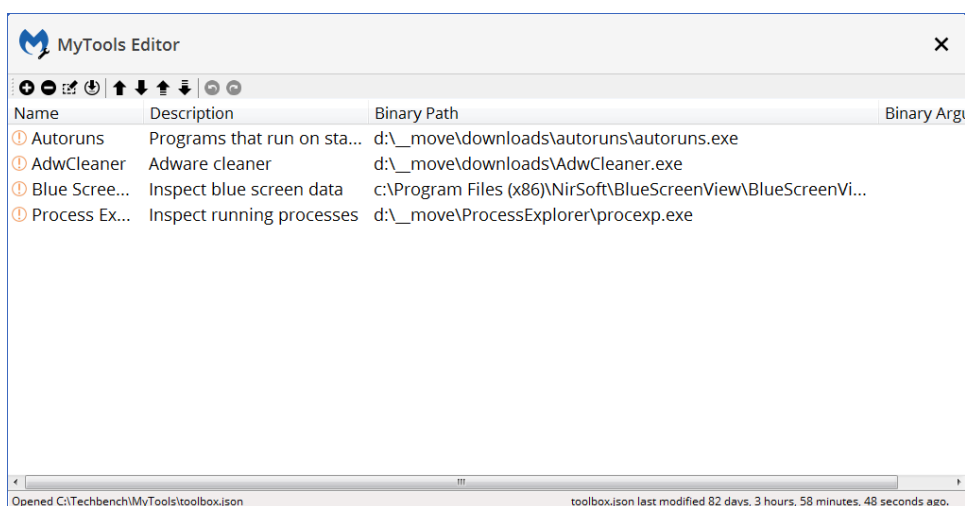 MyTools Editor
Name Description Binary Path Binary Argu
Autoruns Programs that run on sta... d:\__move\downloads\autoruns\autoruns.exe
AdwCleaner Adware cleaner d:\__move\downloads\AdwCleaner.exe
Blue Scree... Inspect blue screen data c:\Program Files (x86)\NirSoft\BlueScreenView\BlueScreenVi...
Process Ex... Inspect running processes d:\__move\ProcessExplorer\procexp.exe
Opened C:\Techbench\MyTools\toolbox.json toolbox.json last modified 82 days, 3 hours, 58 minutes, 48 seconds ago.